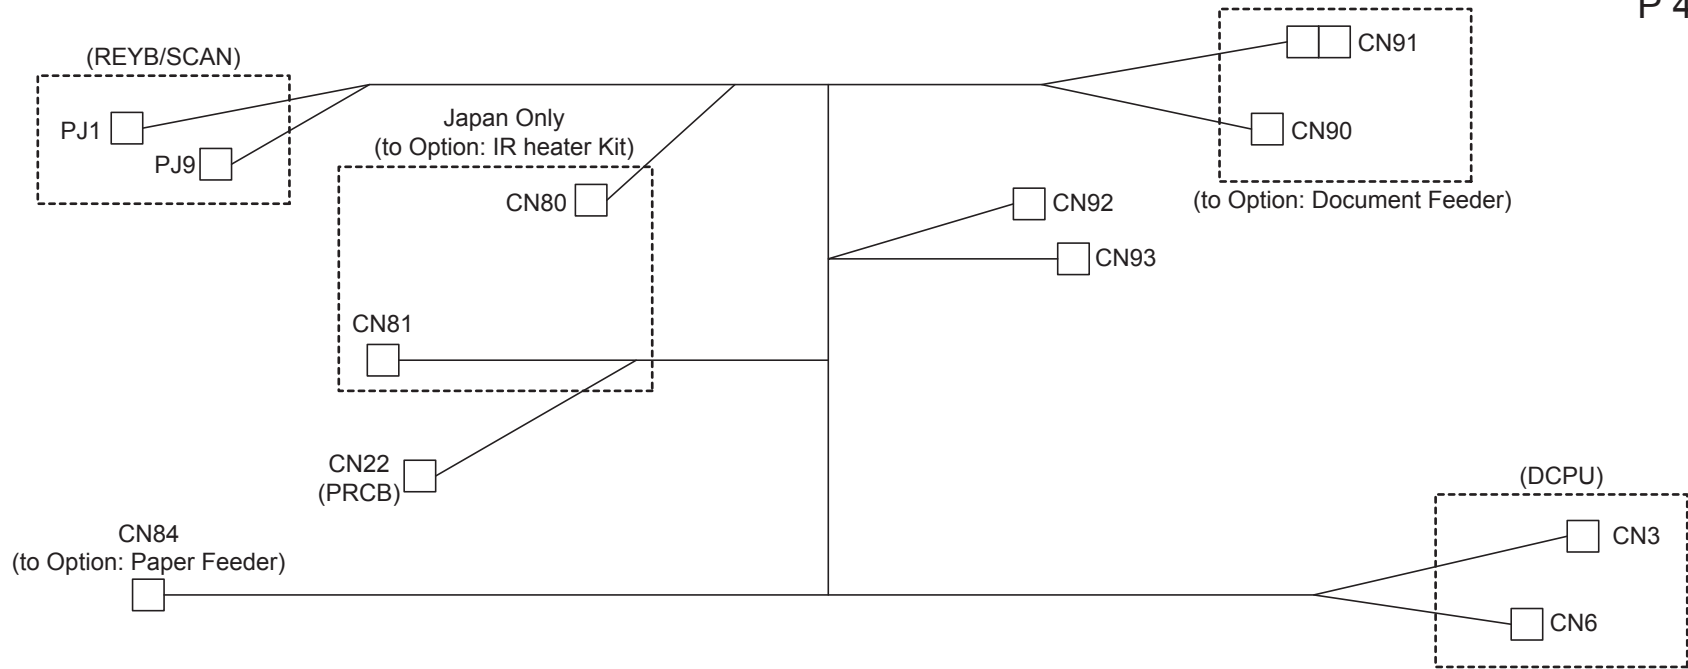 P 4
(REYB/SCAN)
PJ1
PJ9
Japan Only
(to Option: IR heater Kit)
CN80
CN81
CN91
CN90
(to Option: Document Feeder)
CN92
CN93
CN22
(PRCB)
CN84
(to Option: Paper Feeder)
(DCPU)
CN3
CN6